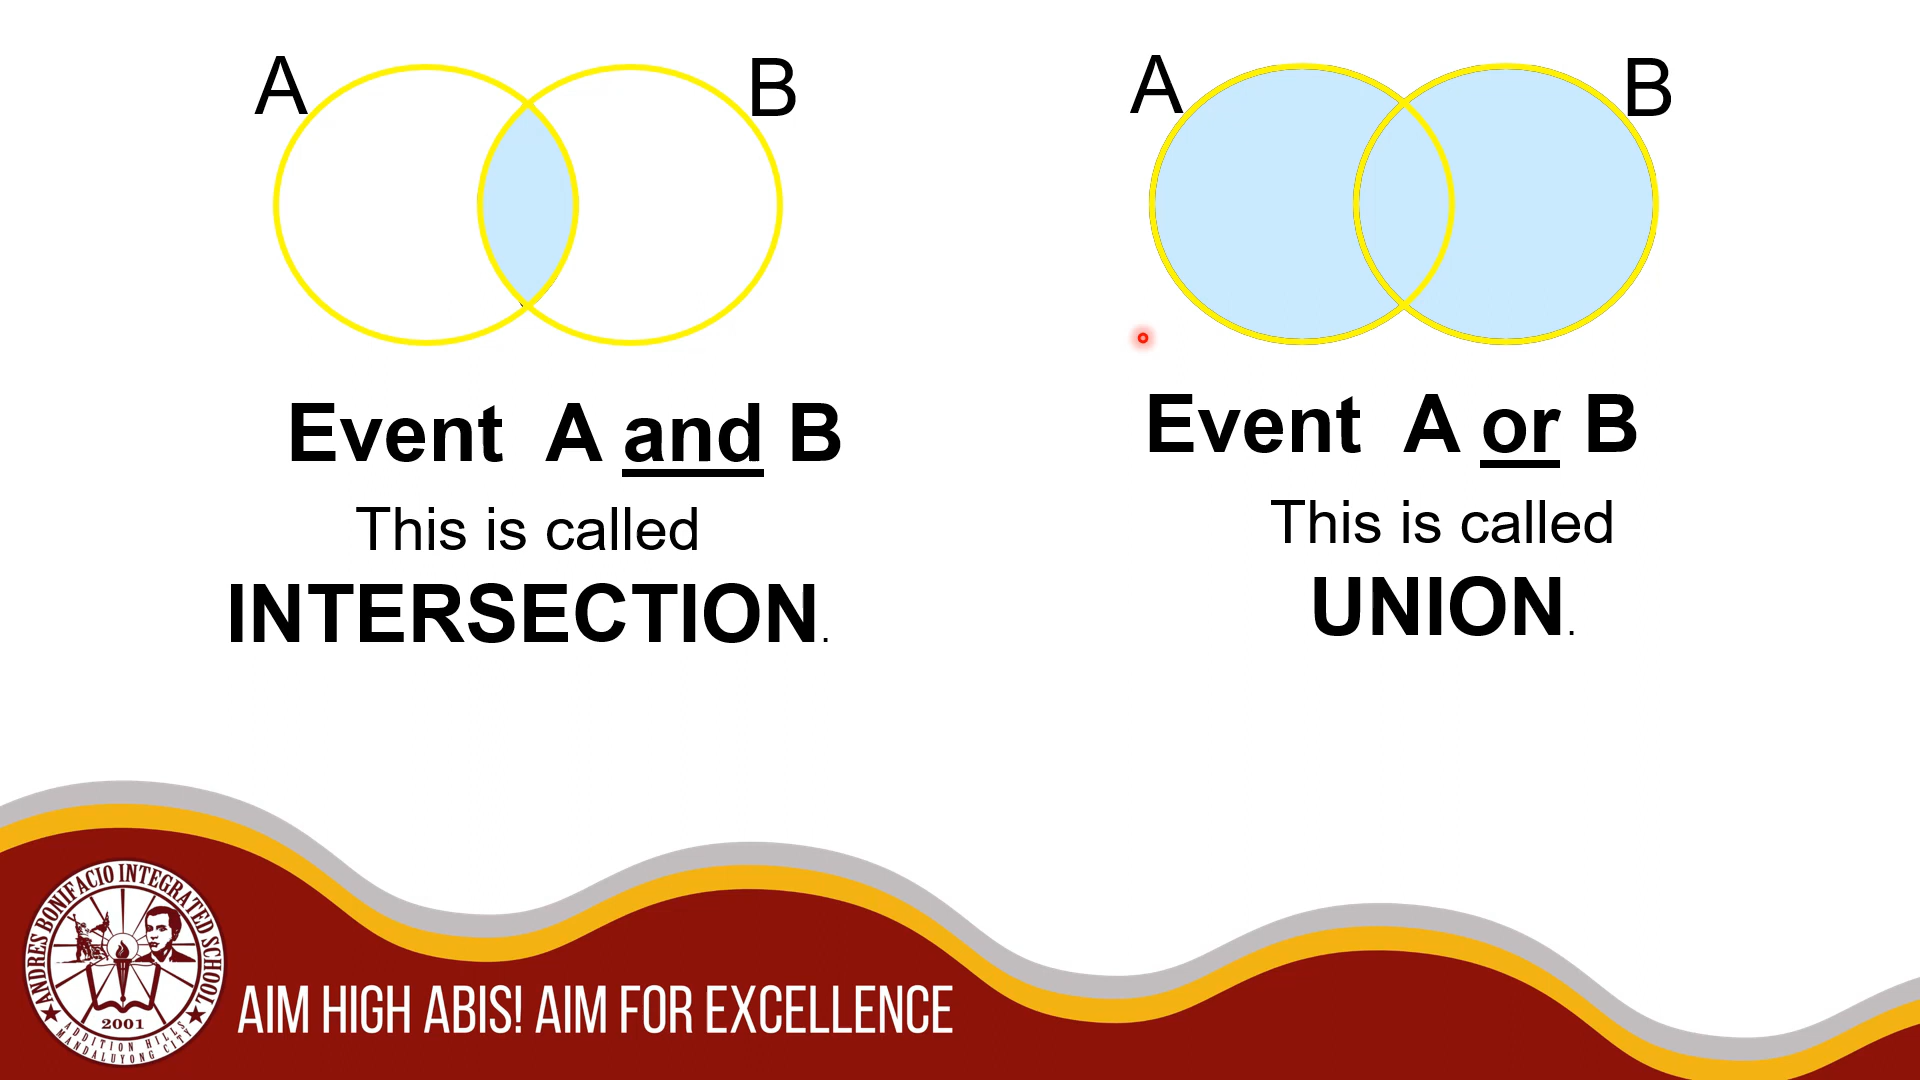 A
B
Event A and B
This is called
INTERSECTION.
A
B
Event A or B
This is called
UNION.
ANDRES BONIFACIO INTEGRATED SCHOOL
2001
ADDITION HILLS
MANDALUYONG CITY
AIM HIGH ABIS! AIM FOR EXCELLENCE